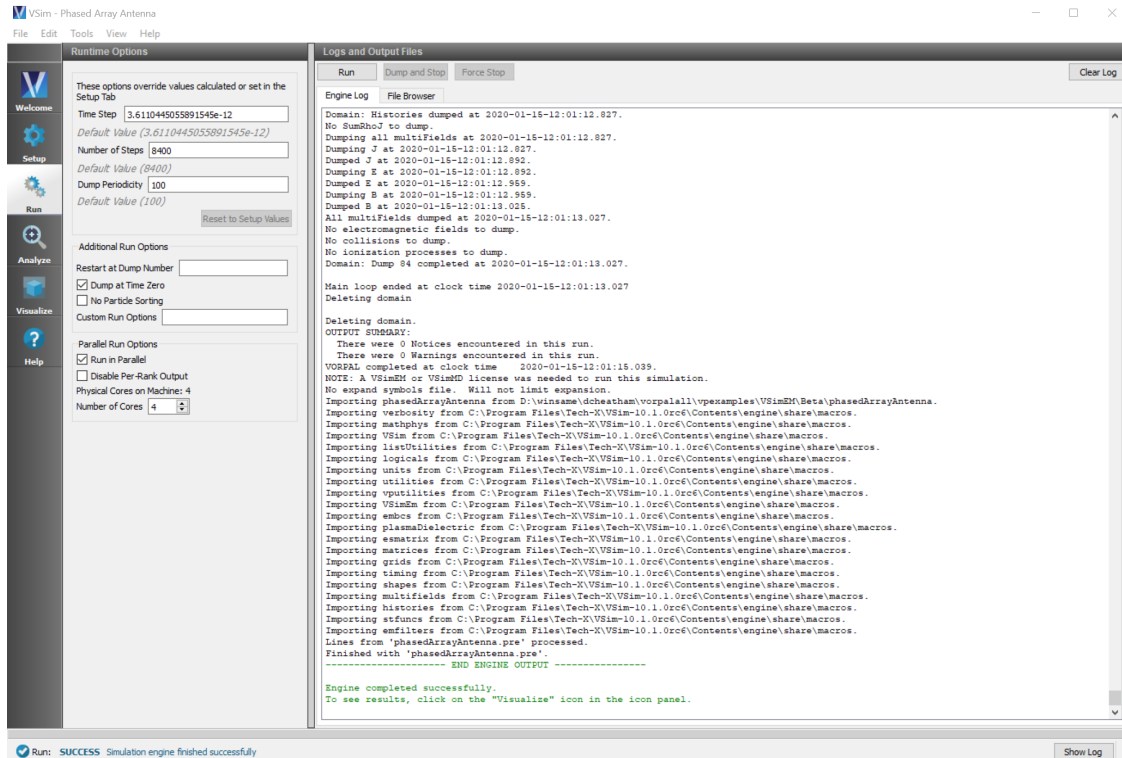 VSim - Phased Array Antenna
File Edit Tools View Help
Runtime Options
These options override values calculated or set in the
Setup Tab
Time Step 3.6110445055891545e-12
Default Value (3.6110445055891545e-12)
Number of Steps 8400
Default Value (8400)
Dump Periodicity 100
Default Value (100)
Reset to Setup Values
Additional Run Options
Restart at Dump Number
Dump at Time Zero
No Particle Sorting
Custom Run Options
Parallel Run Options
Run in Parallel
Disable Per-Rank Output
Physical Cores on Machine: 4
Number of Cores 4
Welcome
Setup
Run
Analyze
Visualize
Help
Logs and Output Files
Run Dump and Stop Force Stop Clear Log
Engine Log File Browser
Domain: Histories dumped at 2020-01-15-12:01:12.827.
No SumRhoJ to dump.
Dumping all multiFields at 2020-01-15-12:01:12.827.
Dumping J at 2020-01-15-12:01:12.827.
Dumped J at 2020-01-15-12:01:12.892.
Dumping E at 2020-01-15-12:01:12.892.
Dumped E at 2020-01-15-12:01:12.959.
Dumping B at 2020-01-15-12:01:12.959.
Dumped B at 2020-01-15-12:01:13.025.
All multiFields dumped at 2020-01-15-12:01:13.027.
No electromagnetic fields to dump.
No collisions to dump.
No ionization processes to dump.
Domain: Dump 84 completed at 2020-01-15-12:01:13.027.
Main loop ended at clock time 2020-01-15-12:01:13.027
Deleting domain
Deleting domain.
OUTPUT SUMMARY:
There were 0 Notices encountered in this run.
There were 0 Warnings encountered in this run.
VORPAL completed at clock time 2020-01-15-12:01:15.039.
NOTE: A VSimEM or VSimMD license was needed to run this simulation.
No expand symbols file. Will not limit expansion.
Importing phasedArrayAntenna from D:\winsame\dcheatham\vorpalall\vpexamples\VSimEM\Beta\phasedArrayAntenna.
Importing verbosity from C:\Program Files\Tech-X\VSim-10.1.0rc6\Contents\engine\share\macros.
Importing mathphys from C:\Program Files\Tech-X\VSim-10.1.0rc6\Contents\engine\share\macros.
Importing VSim from C:\Program Files\Tech-X\VSim-10.1.0rc6\Contents\engine\share\macros.
Importing listUtilities from C:\Program Files\Tech-X\VSim-10.1.0rc6\Contents\engine\share\macros.
Importing logicals from C:\Program Files\Tech-X\VSim-10.1.0rc6\Contents\engine\share\macros.
Importing units from C:\Program Files\Tech-X\VSim-10.1.0rc6\Contents\engine\share\macros.
Importing utilities from C:\Program Files\Tech-X\VSim-10.1.0rc6\Contents\engine\share\macros.
Importing vputilities from C:\Program Files\Tech-X\VSim-10.1.0rc6\Contents\engine\share\macros.
Importing VSimEm from C:\Program Files\Tech-X\VSim-10.1.0rc6\Contents\engine\share\macros.
Importing embcs from C:\Program Files\Tech-X\VSim-10.1.0rc6\Contents\engine\share\macros.
Importing plasmaDielectric from C:\Program Files\Tech-X\VSim-10.1.0rc6\Contents\engine\share\macros.
Importing esmatrix from C:\Program Files\Tech-X\VSim-10.1.0rc6\Contents\engine\share\macros.
Importing matrices from C:\Program Files\Tech-X\VSim-10.1.0rc6\Contents\engine\share\macros.
Importing grids from C:\Program Files\Tech-X\VSim-10.1.0rc6\Contents\engine\share\macros.
Importing timing from C:\Program Files\Tech-X\VSim-10.1.0rc6\Contents\engine\share\macros.
Importing shapes from C:\Program Files\Tech-X\VSim-10.1.0rc6\Contents\engine\share\macros.
Importing multifields from C:\Program Files\Tech-X\VSim-10.1.0rc6\Contents\engine\share\macros.
Importing histories from C:\Program Files\Tech-X\VSim-10.1.0rc6\Contents\engine\share\macros.
Importing stfuncs from C:\Program Files\Tech-X\VSim-10.1.0rc6\Contents\engine\share\macros.
Importing emfilters from C:\Program Files\Tech-X\VSim-10.1.0rc6\Contents\engine\share\macros.
Lines from 'phasedArrayAntenna.pre' processed.
Finished with 'phasedArrayAntenna.pre'.
--------------------- END ENGINE OUTPUT ----------------
Engine completed successfully.
To see results, click on the "Visualize" icon in the icon panel.
Run: SUCCESS Simulation engine finished successfully
Show Log